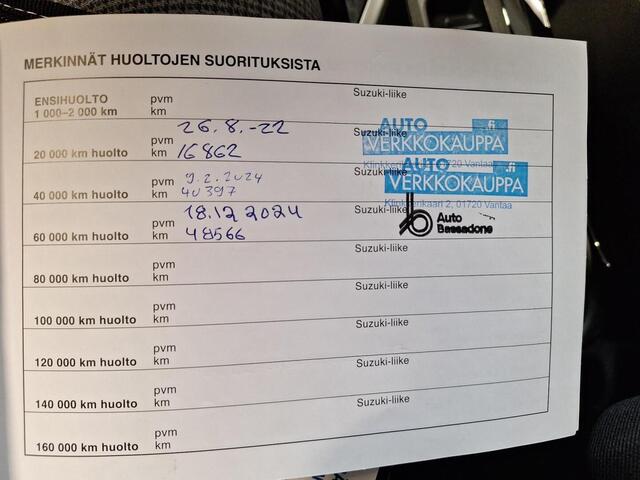 MERKINNÄT HUOLTOJEN SUORITUKSISTA
ENSIHUOLTO
1 000–2 000 km
pvm
km
Suzuki-liike
20 000 km huolto
pvm 26.8.-22
km 16862
Suzuki-liike
AUTO
VERKKOKAUPPA.fi
Klinkkerikaari 2, 01720 Vantaa
40 000 km huolto
pvm 9.2.2024
km 40397
Suzuki-liike
AUTO
VERKKOKAUPPA.fi
Klinkkerikaari 2, 01720 Vantaa
60 000 km huolto
pvm 18.12 2024
km 48566
Suzuki-liike
Auto
Bassadone
80 000 km huolto
pvm
km
Suzuki-liike
100 000 km huolto
pvm
km
Suzuki-liike
120 000 km huolto
pvm
km
Suzuki-liike
140 000 km huolto
pvm
km
Suzuki-liike
160 000 km huolto
pvm
km